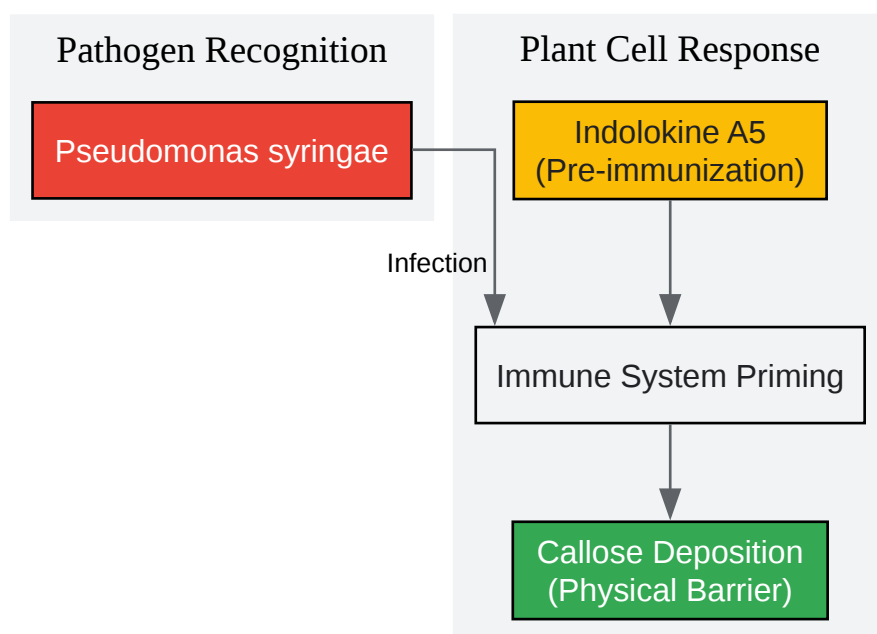 Pathogen Recognition
Pseudomonas syringae
Infection
Plant Cell Response
Indolokine A5
(Pre-immunization)
Immune System Priming
Callose Deposition
(Physical Barrier)